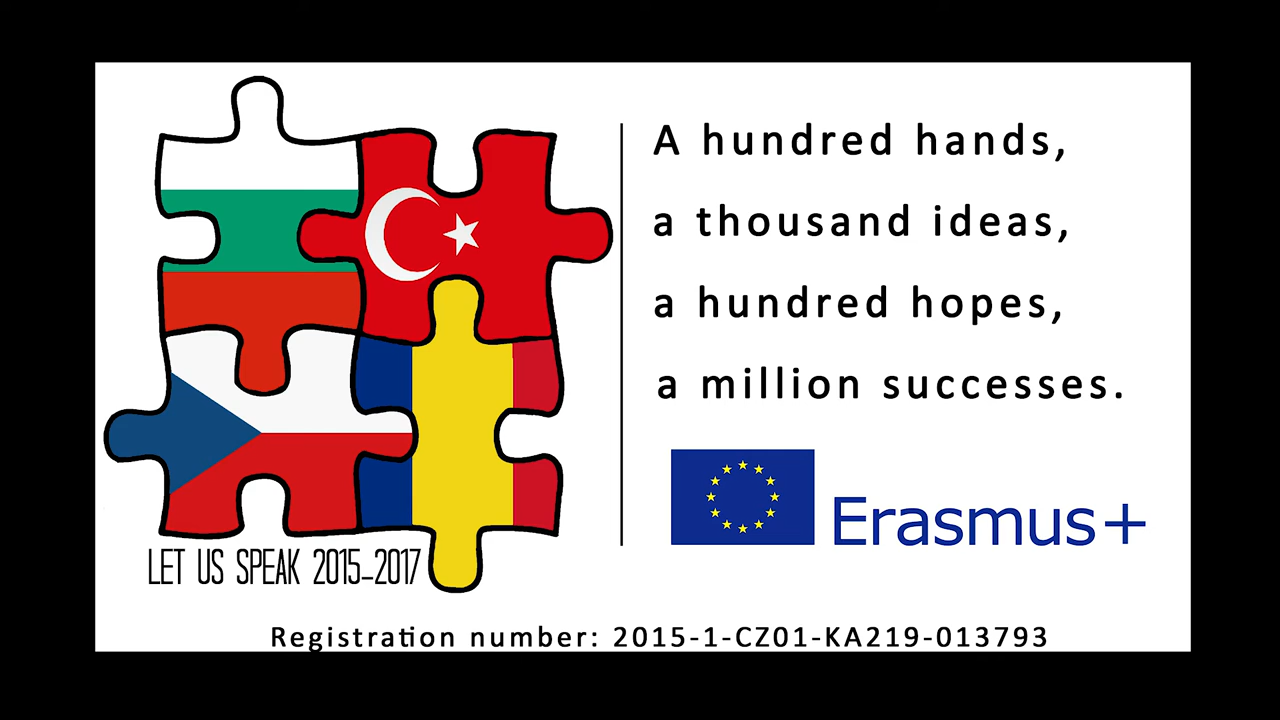 A hundred hands,
a thousand ideas,
a hundred hopes,
a million successes.
Erasmus+
LET US SPEAK 2015-2017
Registration number: 2015-1-CZ01-KA219-013793